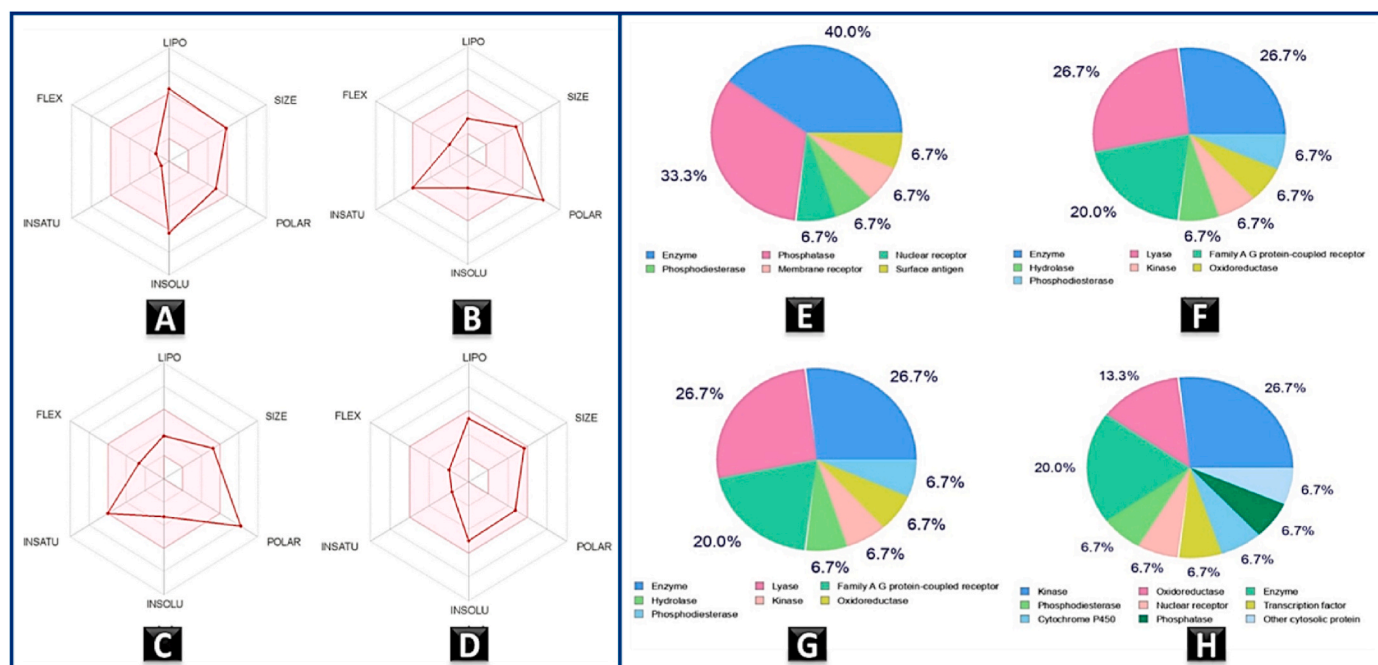 LIPO
FLEX
SIZE
INSATU
POLAR
INSOLU
A
LIPO
FLEX
SIZE
INSATU
POLAR
INSOLU
B
LIPO
FLEX
SIZE
INSATU
POLAR
INSOLU
C
LIPO
FLEX
SIZE
INSATU
POLAR
INSOLU
D
40.0%
33.3%
6.7%
6.7%
6.7%
6.7%
Enzyme Phosphatase Nuclear receptor
Phosphodiesterase Membrane receptor Surface antigen
E
26.7% 26.7%
20.0%
6.7%
6.7%
6.7%
6.7%
Enzyme Lyase Family A G protein-coupled receptor
Hydrolase Kinase Oxidoreductase
Phosphodiesterase
F
26.7% 26.7%
20.0%
6.7%
6.7%
6.7%
6.7%
Enzyme Lyase Family A G protein-coupled receptor
Hydrolase Kinase Oxidoreductase
Phosphodiesterase
G
13.3% 26.7%
20.0%
6.7%
6.7%
6.7%
6.7%
6.7%
6.7%
Kinase Oxidoreductase Enzyme
Phosphodiesterase Nuclear receptor Transcription factor
Cytochrome P450 Phosphatase Other cytosolic protein
H